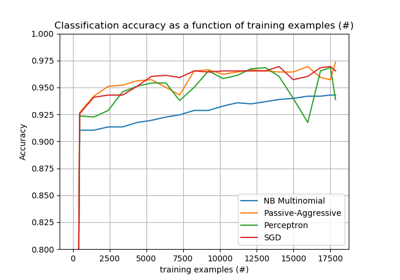 Classification accuracy as a function of training examples (#)
1.000
0.975
0.950
0.925
0.900
0.875
0.850
0.825
0.800
Accuracy
NB Multinomial
Passive-Aggressive
Perceptron
SGD
0 2500 5000 7500 10000 12500 15000 17500
training examples (#)